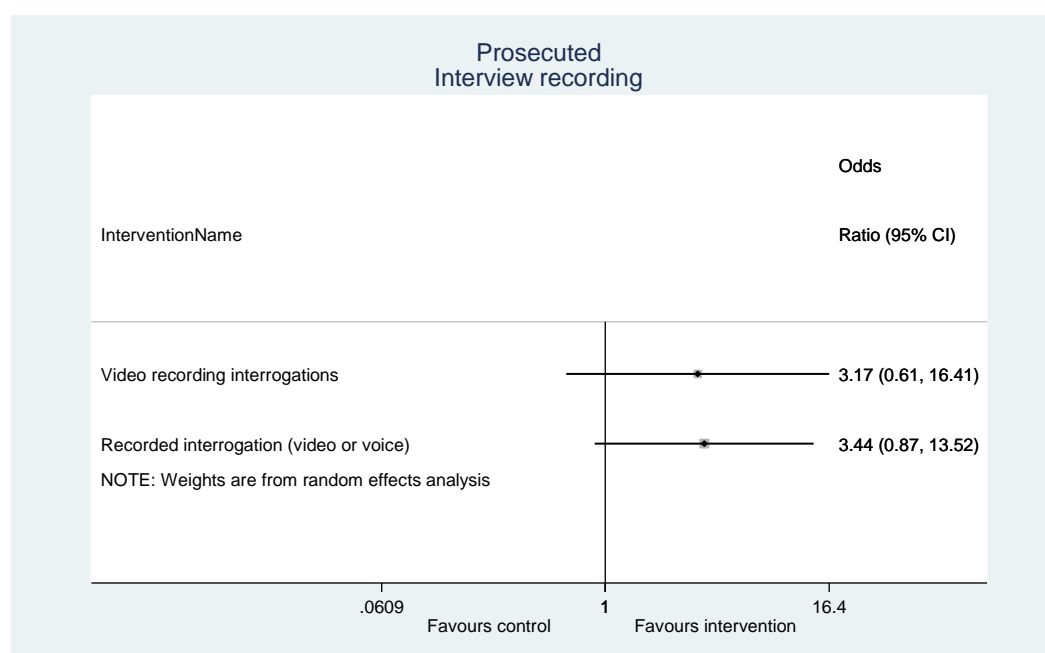 Prosecuted
Interview recording
Odds
InterventionName Ratio (95% CI)
Video recording interrogations 3.17 (0.61, 16.41)
Recorded interrogation (video or voice) 3.44 (0.87, 13.52)
NOTE: Weights are from random effects analysis
.0609 1 16.4
Favours control Favours intervention